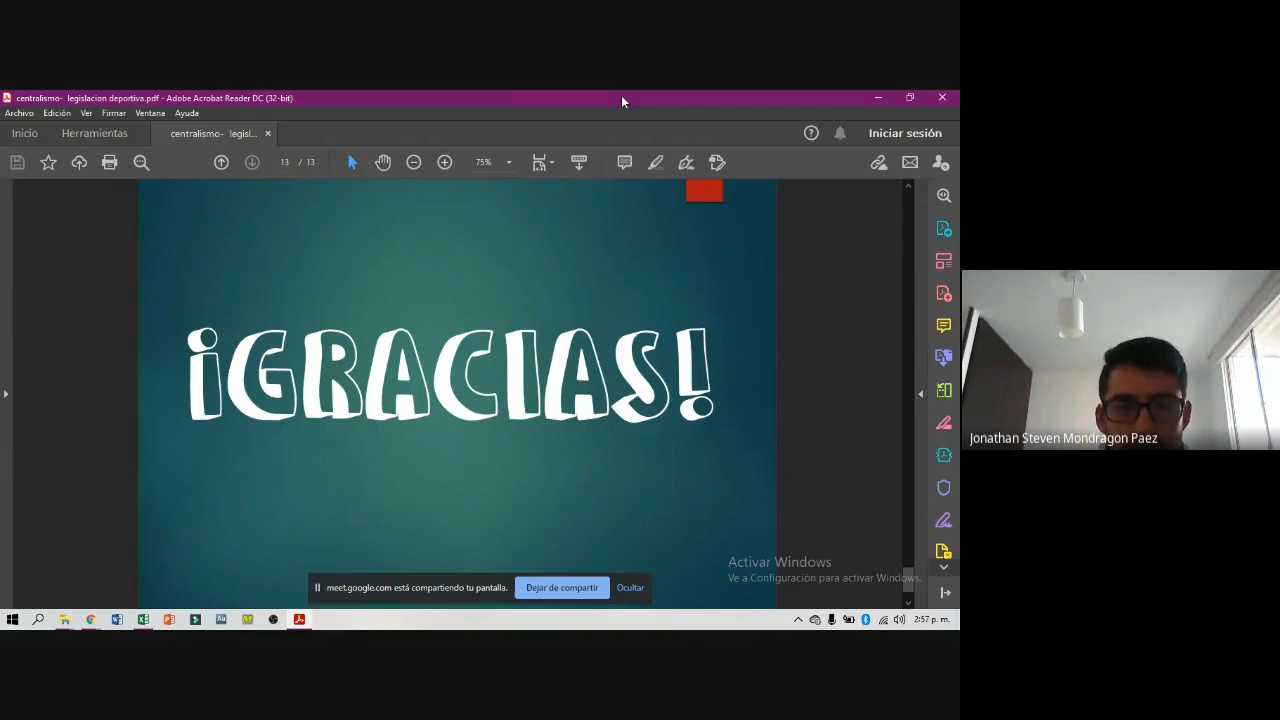 centralismo- legislacion deportiva.pdf - Adobe Acrobat Reader DC (32-bit)
Archivo Edición Ver Firmar Ventana Ayuda
Inicio Herramientas centralismo- legisl... × Iniciar sesión
13 / 13 75%
¡GRACIAS!
Jonathan Steven Mondragon Paez
Activar Windows
Ve a Configuración para activar Windows.
meet.google.com está compartiendo tu pantalla. Dejar de compartir Ocultar
2:57 p. m.